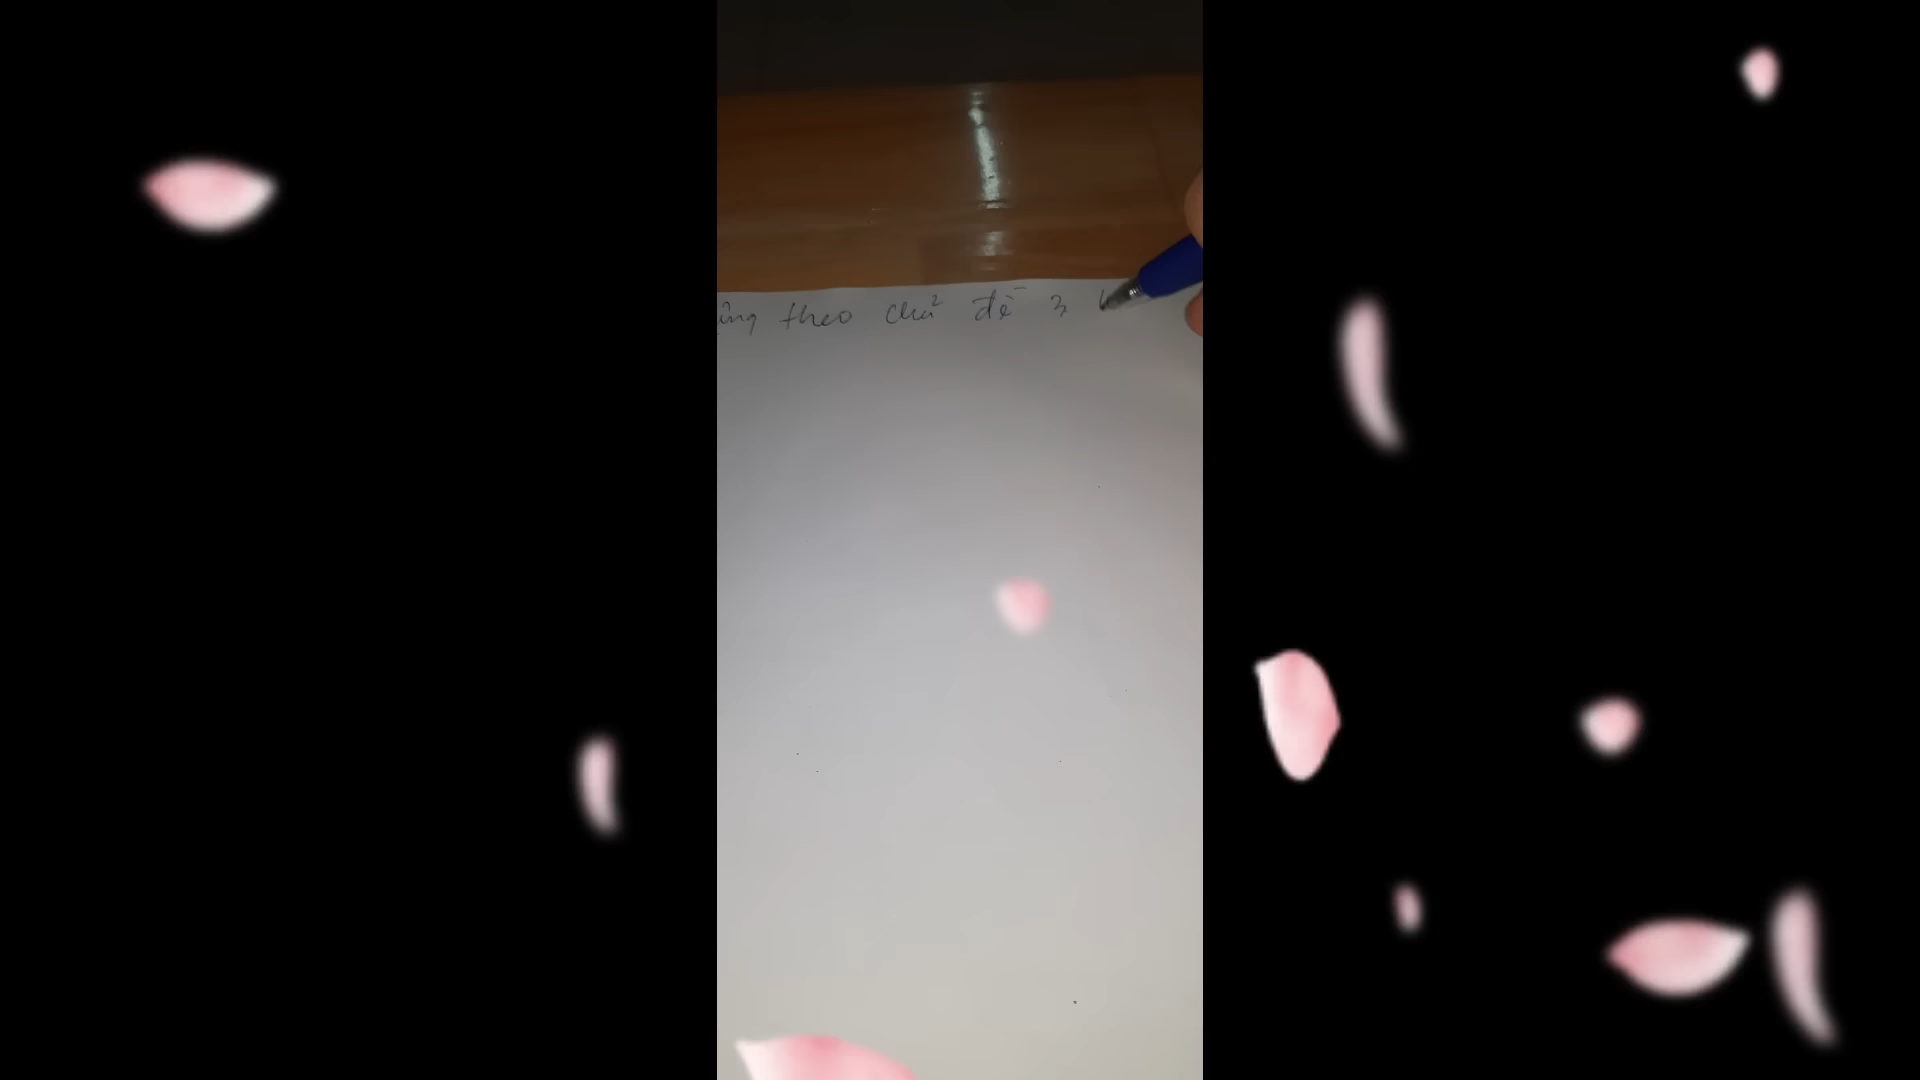 theo chủ đề 3